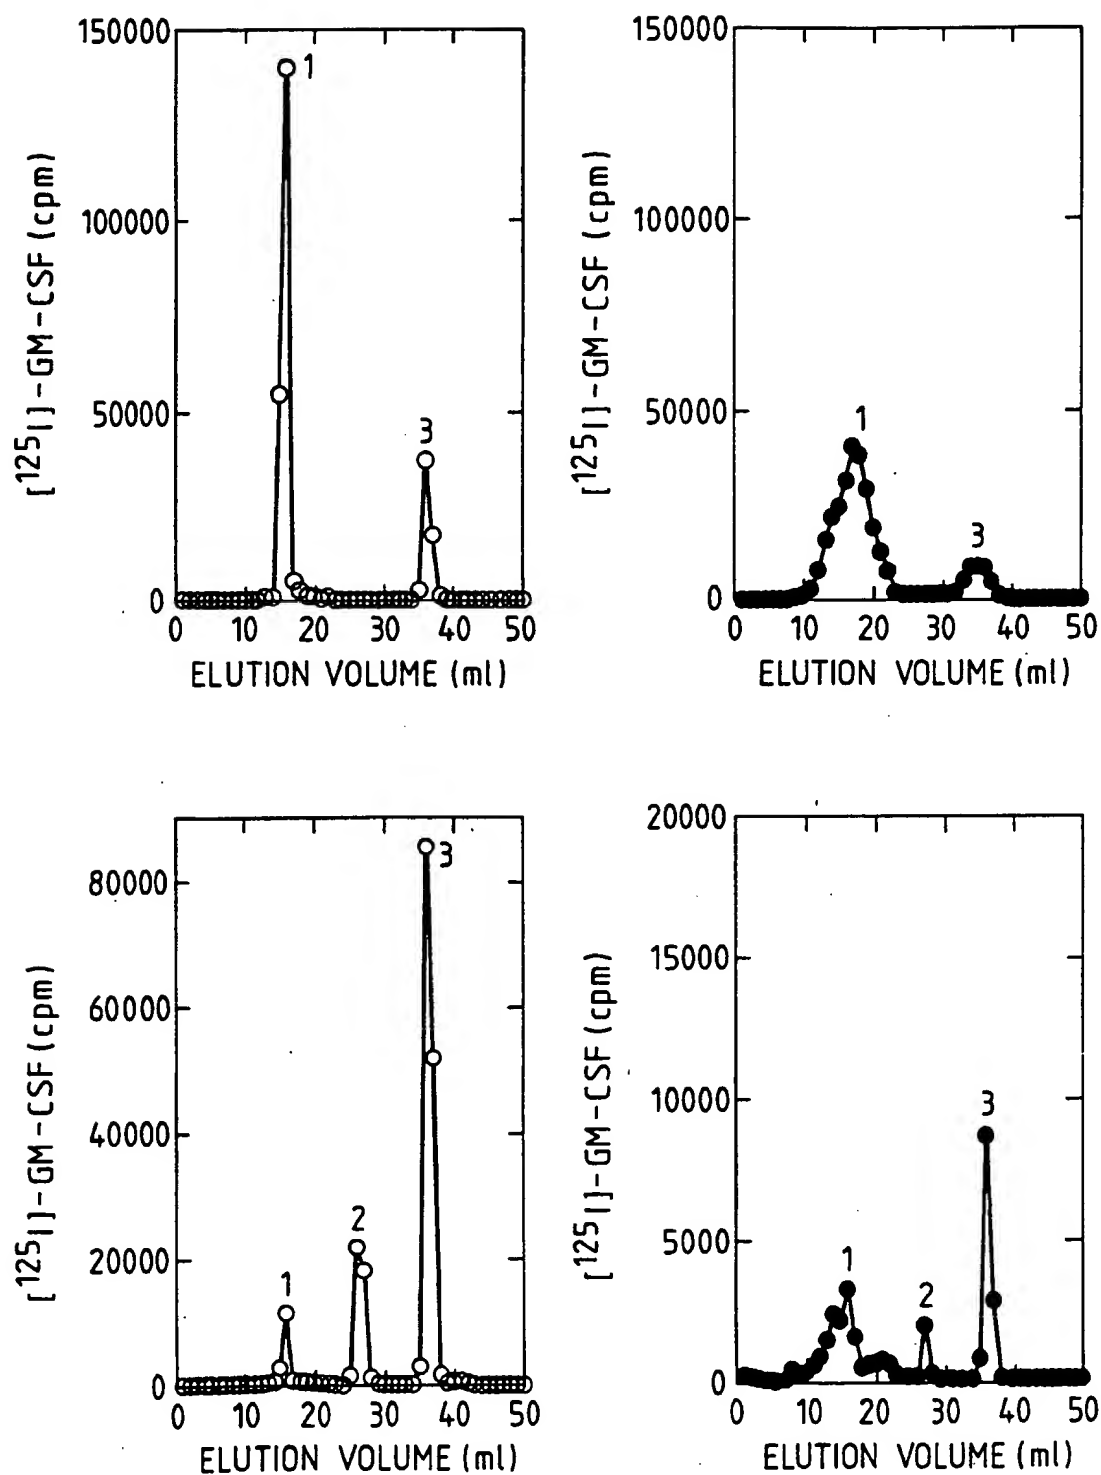 150000
100000
50000
0
[125I]-GM-CSF (cpm)
1
3
0 10 20 30 40 50
ELUTION VOLUME (ml)
150000
100000
50000
0
[125I]-GM-CSF (cpm)
1
3
0 10 20 30 40 50
ELUTION VOLUME (ml)
80000
60000
40000
20000
0
[125I]-GM-CSF (cpm)
1
2
3
0 10 20 30 40 50
ELUTION VOLUME (ml)
20000
15000
10000
5000
0
[125I]-GM-CSF (cpm)
1
2
3
0 10 20 30 40 50
ELUTION VOLUME (ml)